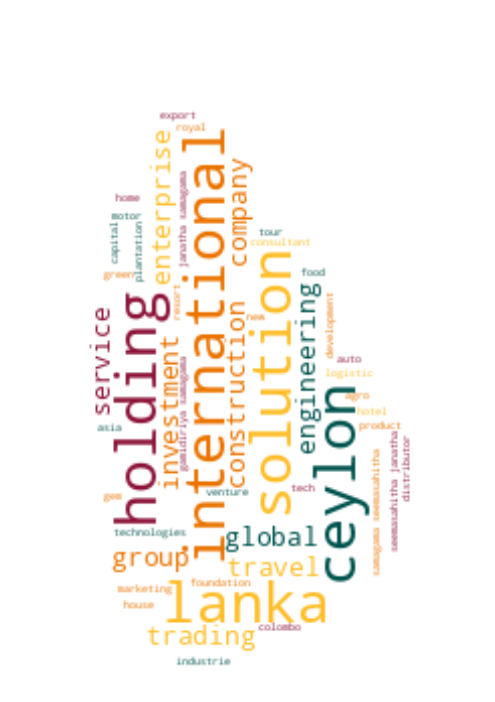 export
royal
international
enterprise
company
janatha samagama
home
motor
capital
plantation
tour
consultant
green
food
resort
solution
holding
engineering
service
development
construction
new
investment
auto
gamidiriya samagama
logistic
ceylon
agro
hotel
product
asia
seemasahitha janatha
distributor
samagama seemasahitha
gem
venture
tech
technologies
global
group
travel
lanka
foundation
marketing
house
trading
colombo
industrie